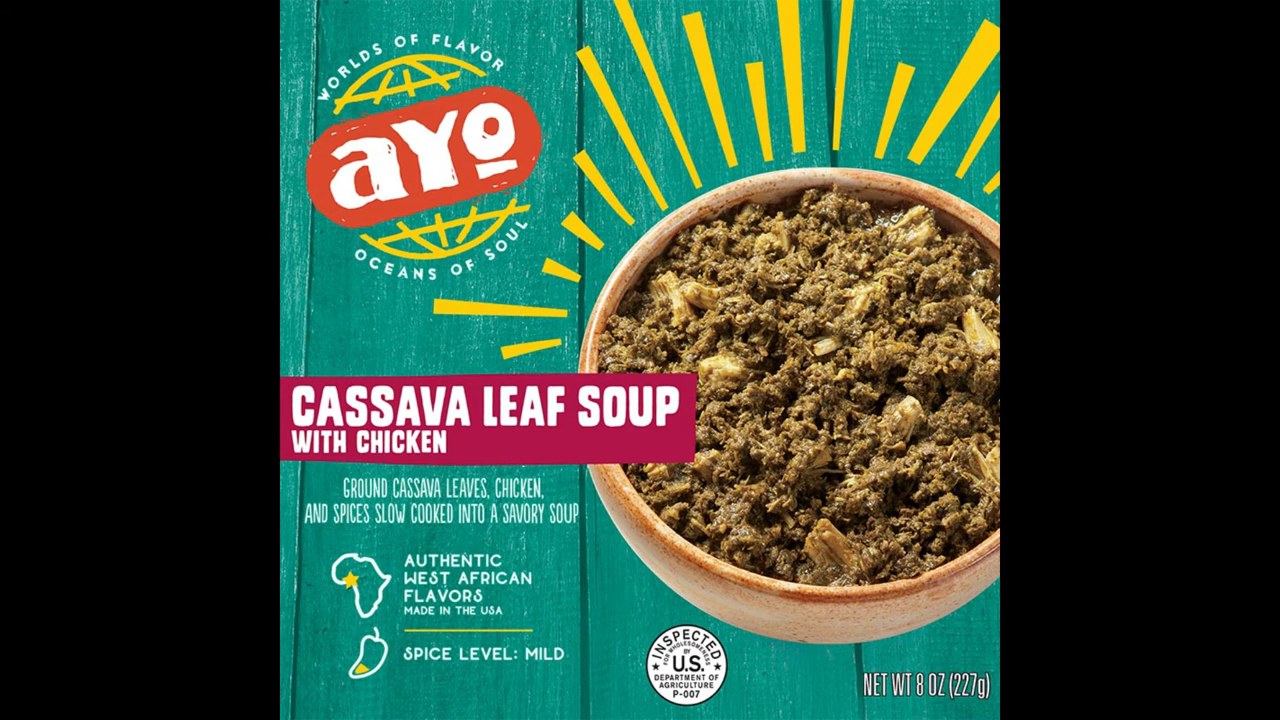 WORLDS OF FLAVOR
aYo
OCEANS OF SOUL
CASSAVA LEAF SOUP
WITH CHICKEN
GROUND CASSAVA LEAVES, CHICKEN,
AND SPICES SLOW COOKED INTO A SAVORY SOUP
AUTHENTIC
WEST AFRICAN
FLAVORS
MADE IN THE USA
SPICE LEVEL: MILD
INSPECTED
FOR WHOLESOMENESS
BY
U.S.
DEPARTMENT OF
AGRICULTURE
P-007
NET WT 8 OZ (227g)